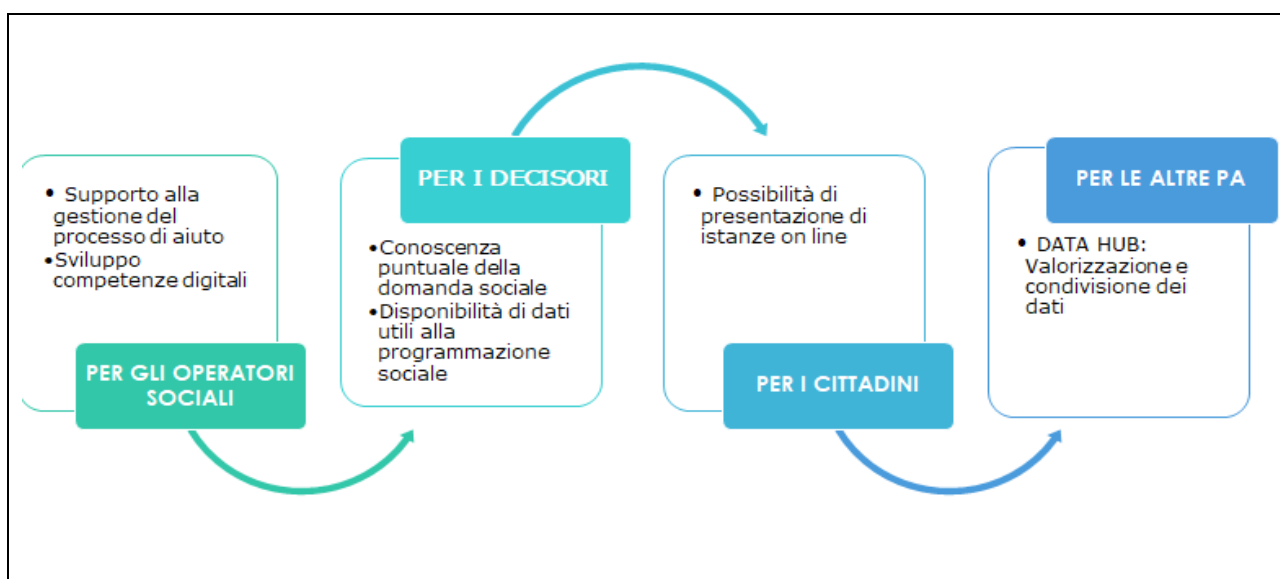 • Supporto alla
gestione del
processo di aiuto
•Sviluppo
competenze digitali
PER GLI OPERATORI
SOCIALI
PER I DECISORI
•Conoscenza
puntuale della
domanda sociale
•Disponibilità di dati
utili alla
programmazione
sociale
• Possibilità di
presentazione di
istanze on line
PER I CITTADINI
PER LE ALTRE PA
• DATA HUB:
Valorizzazione e
condivisione dei
dati